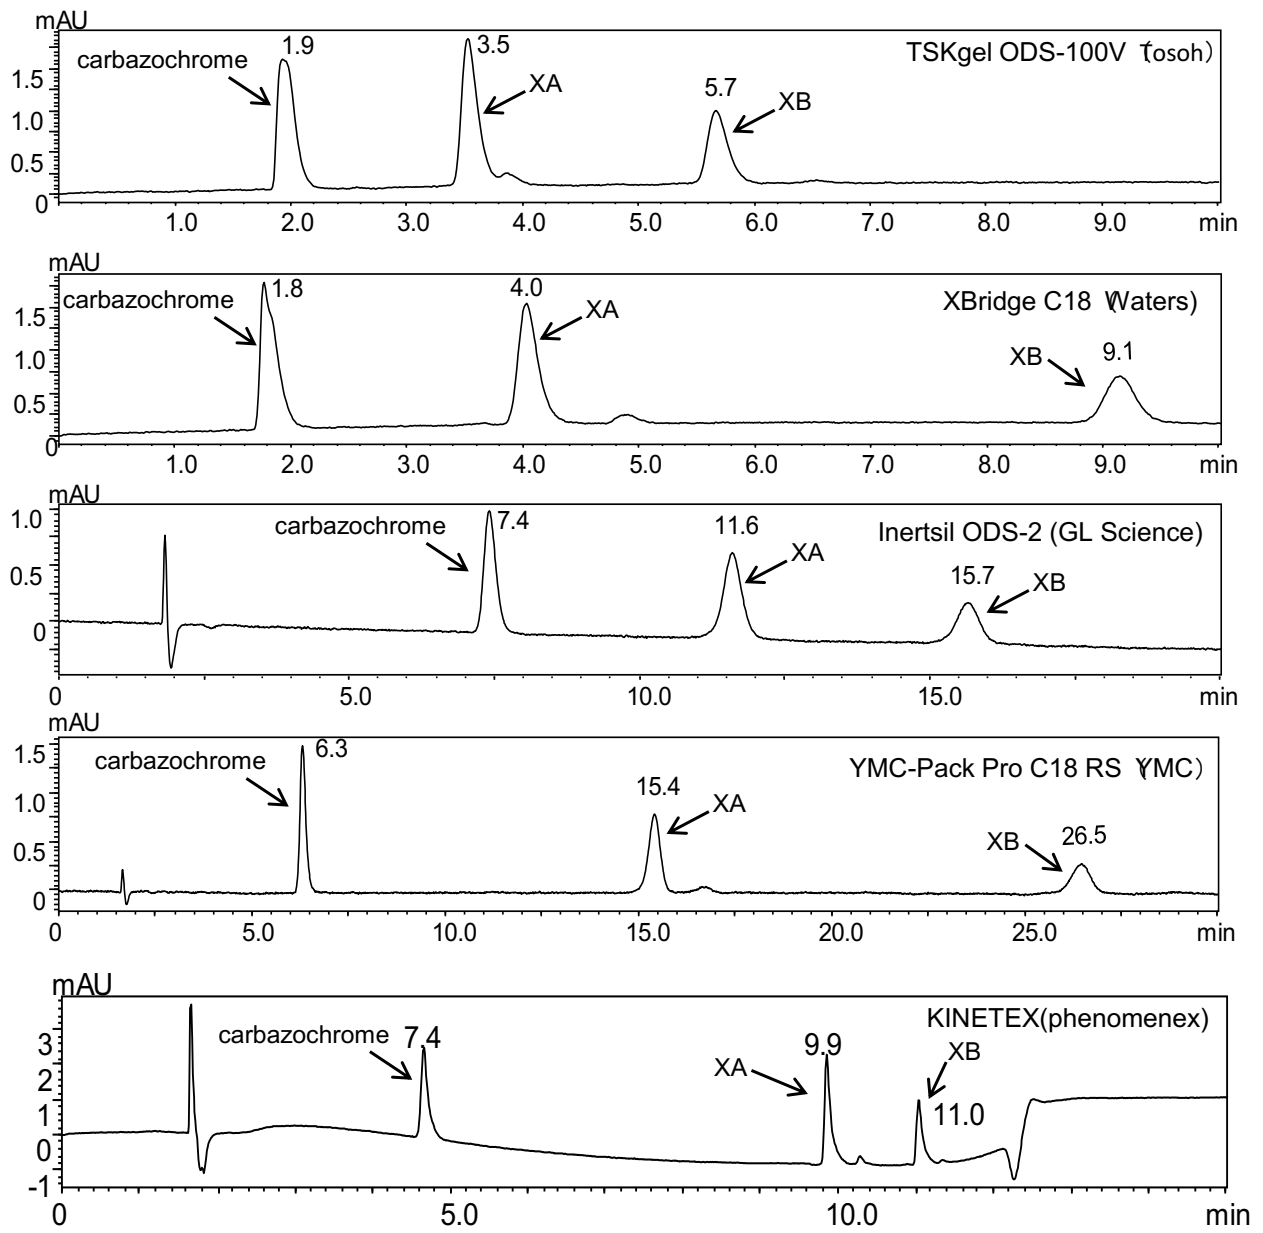 mAU
carbazochrome
1.9
3.5
XA
5.7
XB
TSKgel ODS-100V (Tosoh)
1.5
1.0
0.5
0
1.0 2.0 3.0 4.0 5.0 6.0 7.0 8.0 9.0 min
mAU
carbazochrome
1.8
4.0
XA
XB
9.1
XBridge C18 (Waters)
1.5
1.0
0.5
0
1.0 2.0 3.0 4.0 5.0 6.0 7.0 8.0 9.0 min
mAU
carbazochrome
7.4
11.6
XA
15.7
XB
Inertsil ODS-2 (GL Science)
1.0
0.5
0
0 5.0 10.0 15.0 min
mAU
carbazochrome
6.3
15.4
XA
XB
26.5
YMC-Pack Pro C18 RS (YMC)
1.5
1.0
0.5
0
0 5.0 10.0 15.0 20.0 25.0 min
mAU
carbazochrome
7.4
XA
9.9
XB
11.0
KINETEX(phenomenex)
3
2
1
0
-1
0 5.0 10.0 min